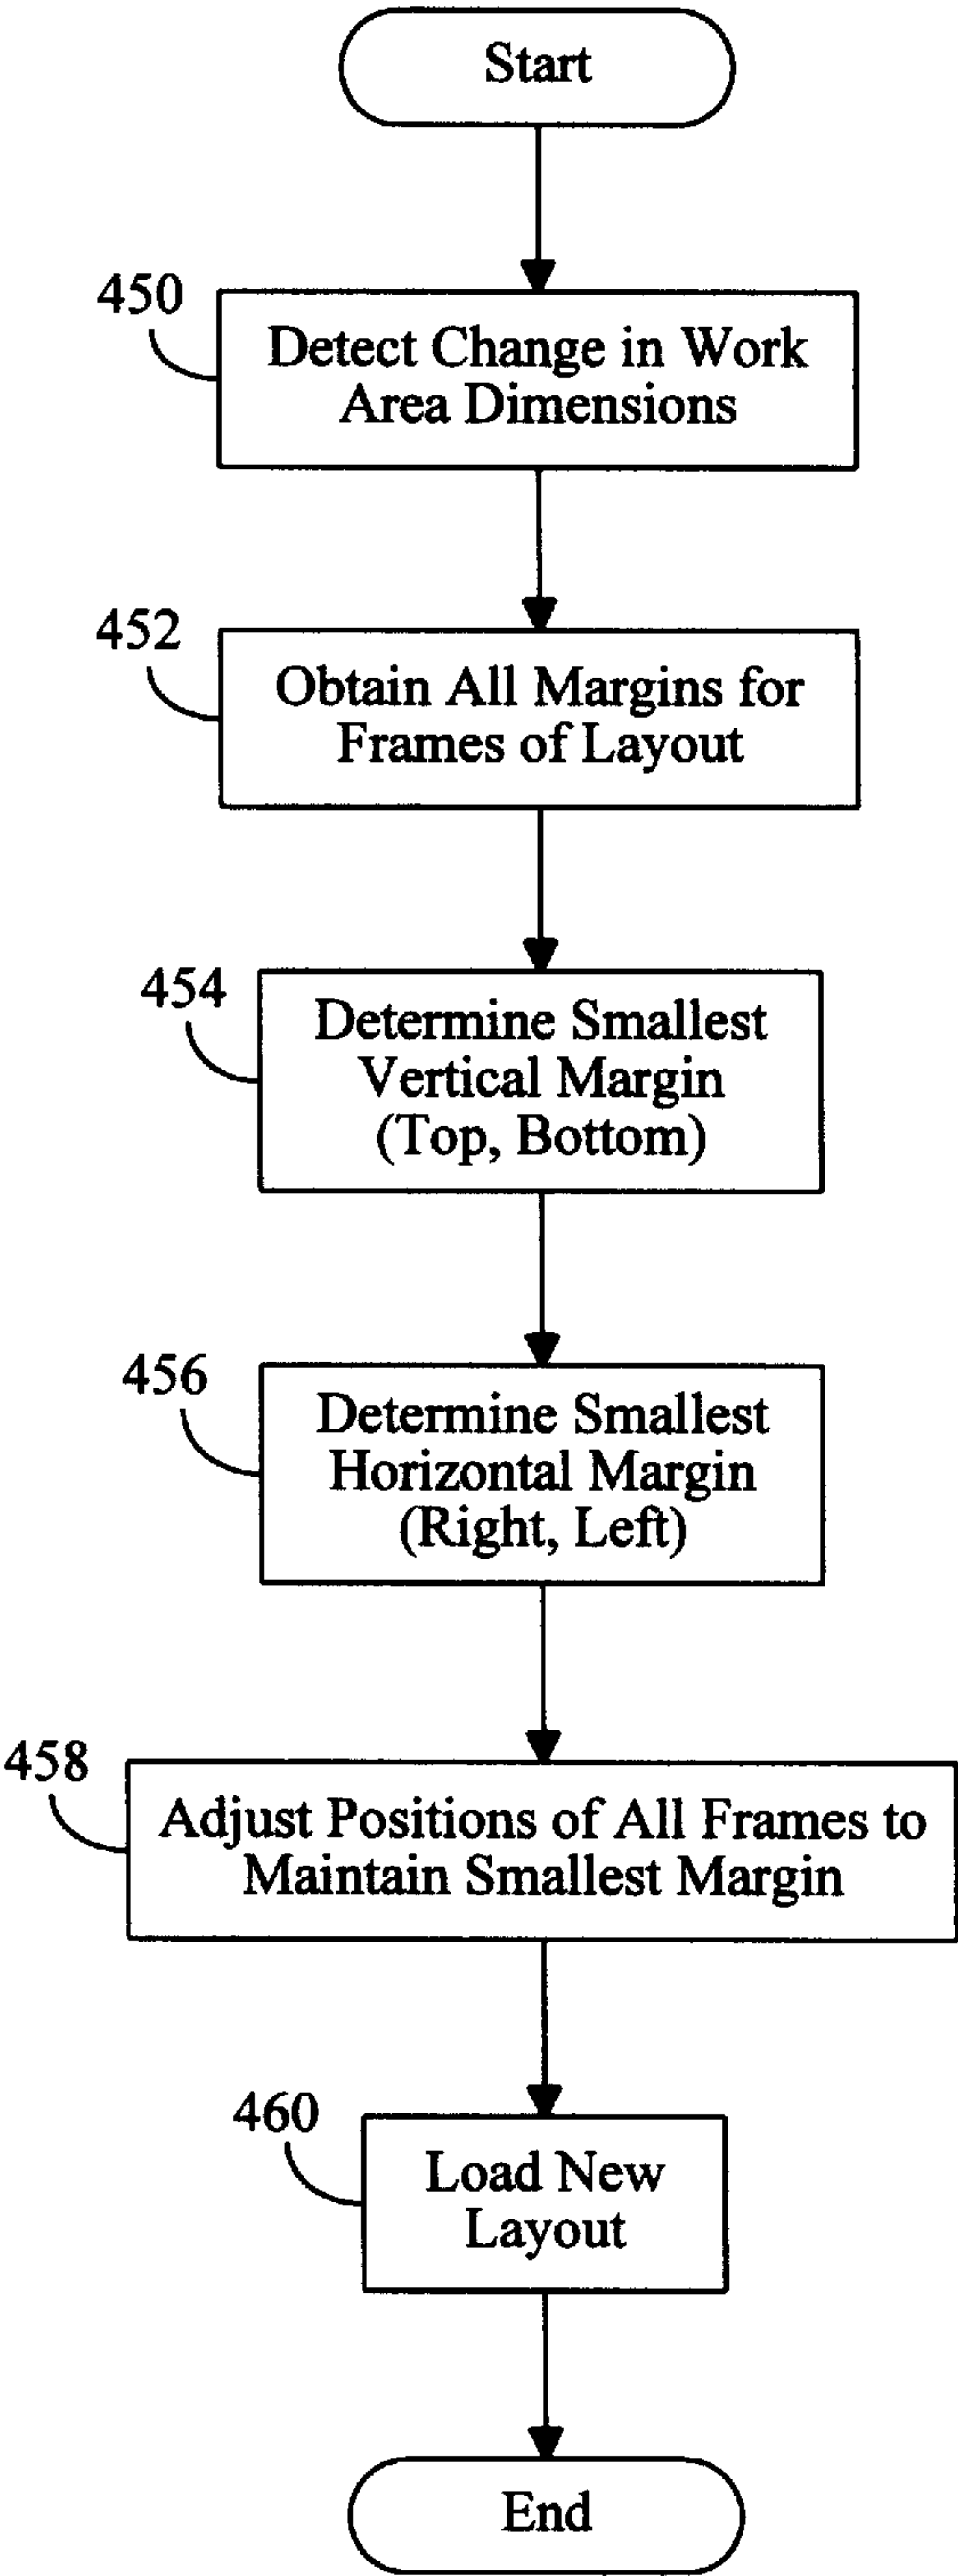 Start
450
Detect Change in Work
Area Dimensions
452
Obtain All Margins for
Frames of Layout
454
Determine Smallest
Vertical Margin
(Top, Bottom)
456
Determine Smallest
Horizontal Margin
(Right, Left)
458
Adjust Positions of All Frames to
Maintain Smallest Margin
460
Load New
Layout
End